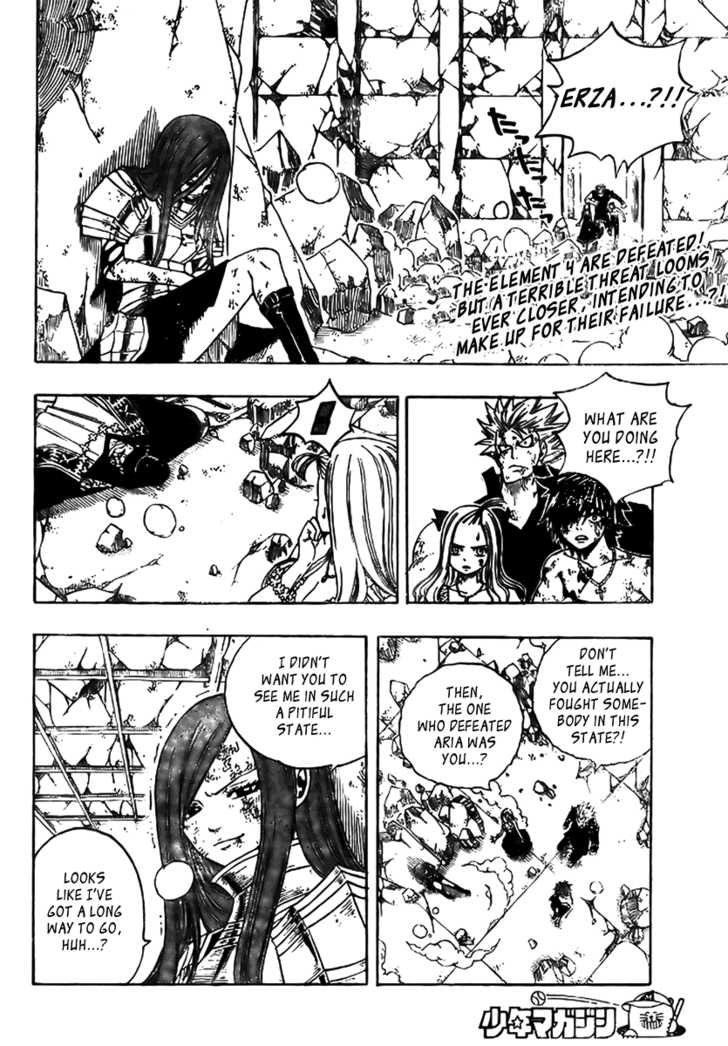 ERZA...?!!
たったったっ
THE ELEMENT 4 ARE DEFEATED!
BUT A TERRIBLE THREAT LOOMS
EVER CLOSER, INTENDING TO
MAKE UP FOR THEIR FAILURE...?!
WHAT ARE
YOU DOING
HERE...?!!
!
DON'T
TELL ME...
YOU ACTUALLY
FOUGHT SOME-
BODY IN THIS
STATE?!
THEN,
THE ONE
WHO DEFEATED
ARIA WAS
YOU...?
I DIDN'T
WANT YOU TO
SEE ME IN SUCH
A PITIFUL
STATE...
LOOKS
LIKE I'VE
GOT A LONG
WAY TO GO,
HUH...?
少年マガジン